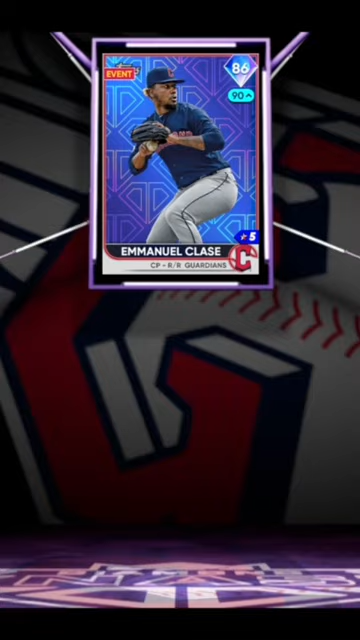 EVENT
86
90
5
EMMANUEL CLASE
CP - R/R GUARDIANS